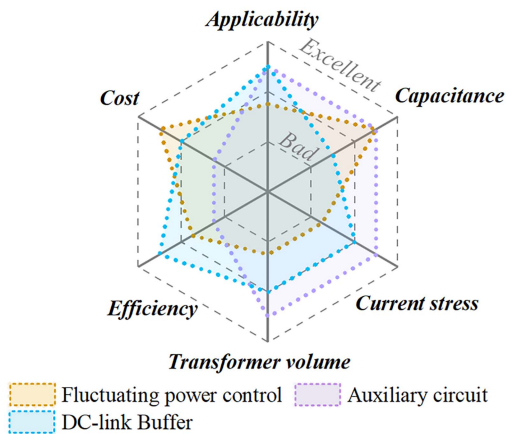 Applicability
Excellent
Cost
Capacitance
Bad
Efficiency
Current stress
Transformer volume
Fluctuating power control
Auxiliary circuit
DC-link Buffer